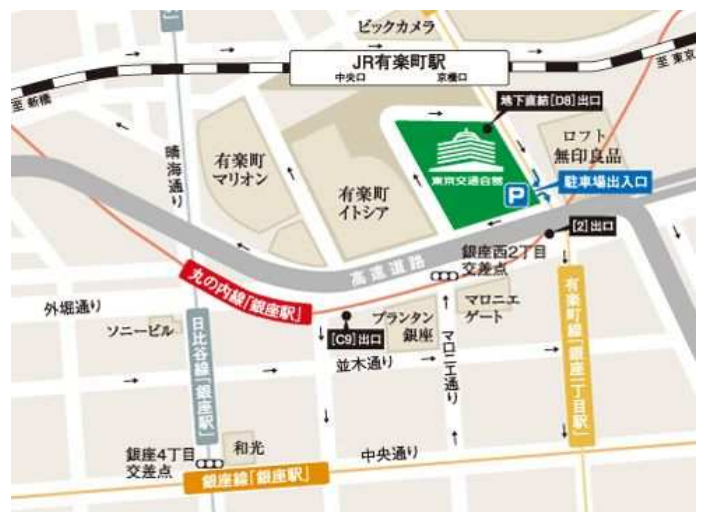 ビックカメラ
JR有楽町駅
中央口
京橋口
至 新橋
至 東京
地下直結[D8]出口
晴海通り
有楽町
マリオン
有楽町
イトシア
東京交通会館
ロフト
無印良品
P
駐車場出入口
[2]出口
高速道路
銀座西2丁目
交差点
丸の内線「銀座駅」
外堀通り
ソニービル
日比谷線「銀座駅」
[C9]出口
プランタン
銀座
マロニエ
ゲート
マロニエ通り
有楽町線「銀座一丁目駅」
並木通り
銀座4丁目
交差点
和光
中央通り
銀座線「銀座駅」